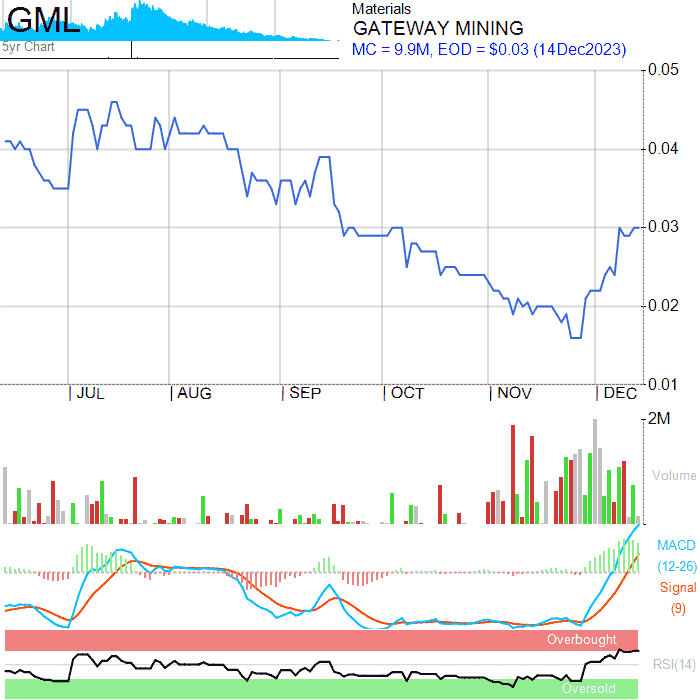 GML
5yr Chart
Materials
GATEWAY MINING
MC = 9.9M, EOD = $0.03 (14Dec2023)
0.05
0.04
0.03
0.02
0.01
JUL AUG SEP OCT NOV DEC
2M
Volume
MACD
(12-26)
Signal
(9)
Overbought
RSI(14)
Oversold